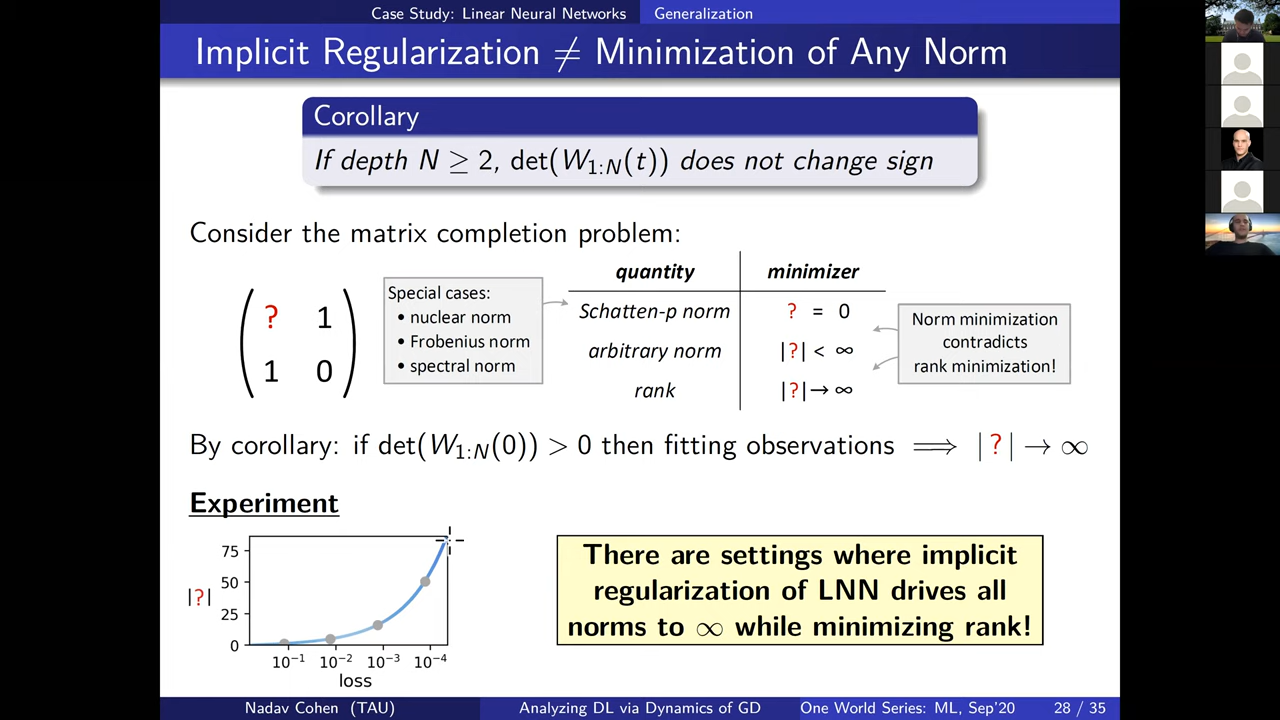 Case Study: Linear Neural Networks Generalization
Implicit Regularization ≠ Minimization of Any Norm
Corollary
If depth N ≥ 2, det(W1:N(t)) does not change sign
Consider the matrix completion problem:
? 1
1 0
Special cases:
• nuclear norm
• Frobenius norm
• spectral norm
quantity minimizer
Schatten-p norm ? = 0
arbitrary norm |?| < ∞
rank |?| → ∞
Norm minimization
contradicts
rank minimization!
By corollary: if det(W1:N(0)) > 0 then fitting observations ⟹ |?| → ∞
Experiment
75
50
25
0
|?|
10⁻¹ 10⁻² 10⁻³ 10⁻⁴
loss
There are settings where implicit
regularization of LNN drives all
norms to ∞ while minimizing rank!
Nadav Cohen (TAU) Analyzing DL via Dynamics of GD One World Series: ML, Sep'20 28 / 35